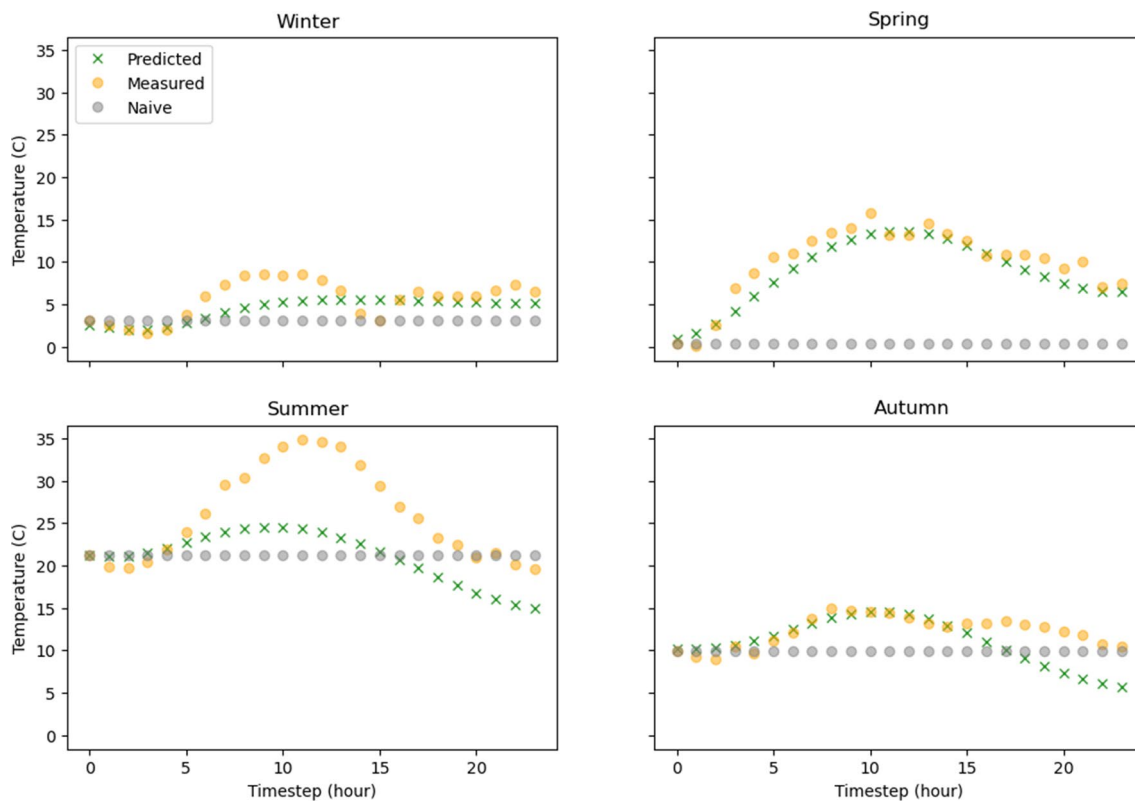 Winter
Spring
Predicted
Measured
Naive
35
30
25
20
15
10
5
0
Temperature (C)
Summer
Autumn
35
30
25
20
15
10
5
0
Temperature (C)
0 5 10 15 20
0 5 10 15 20
Timestep (hour)
Timestep (hour)